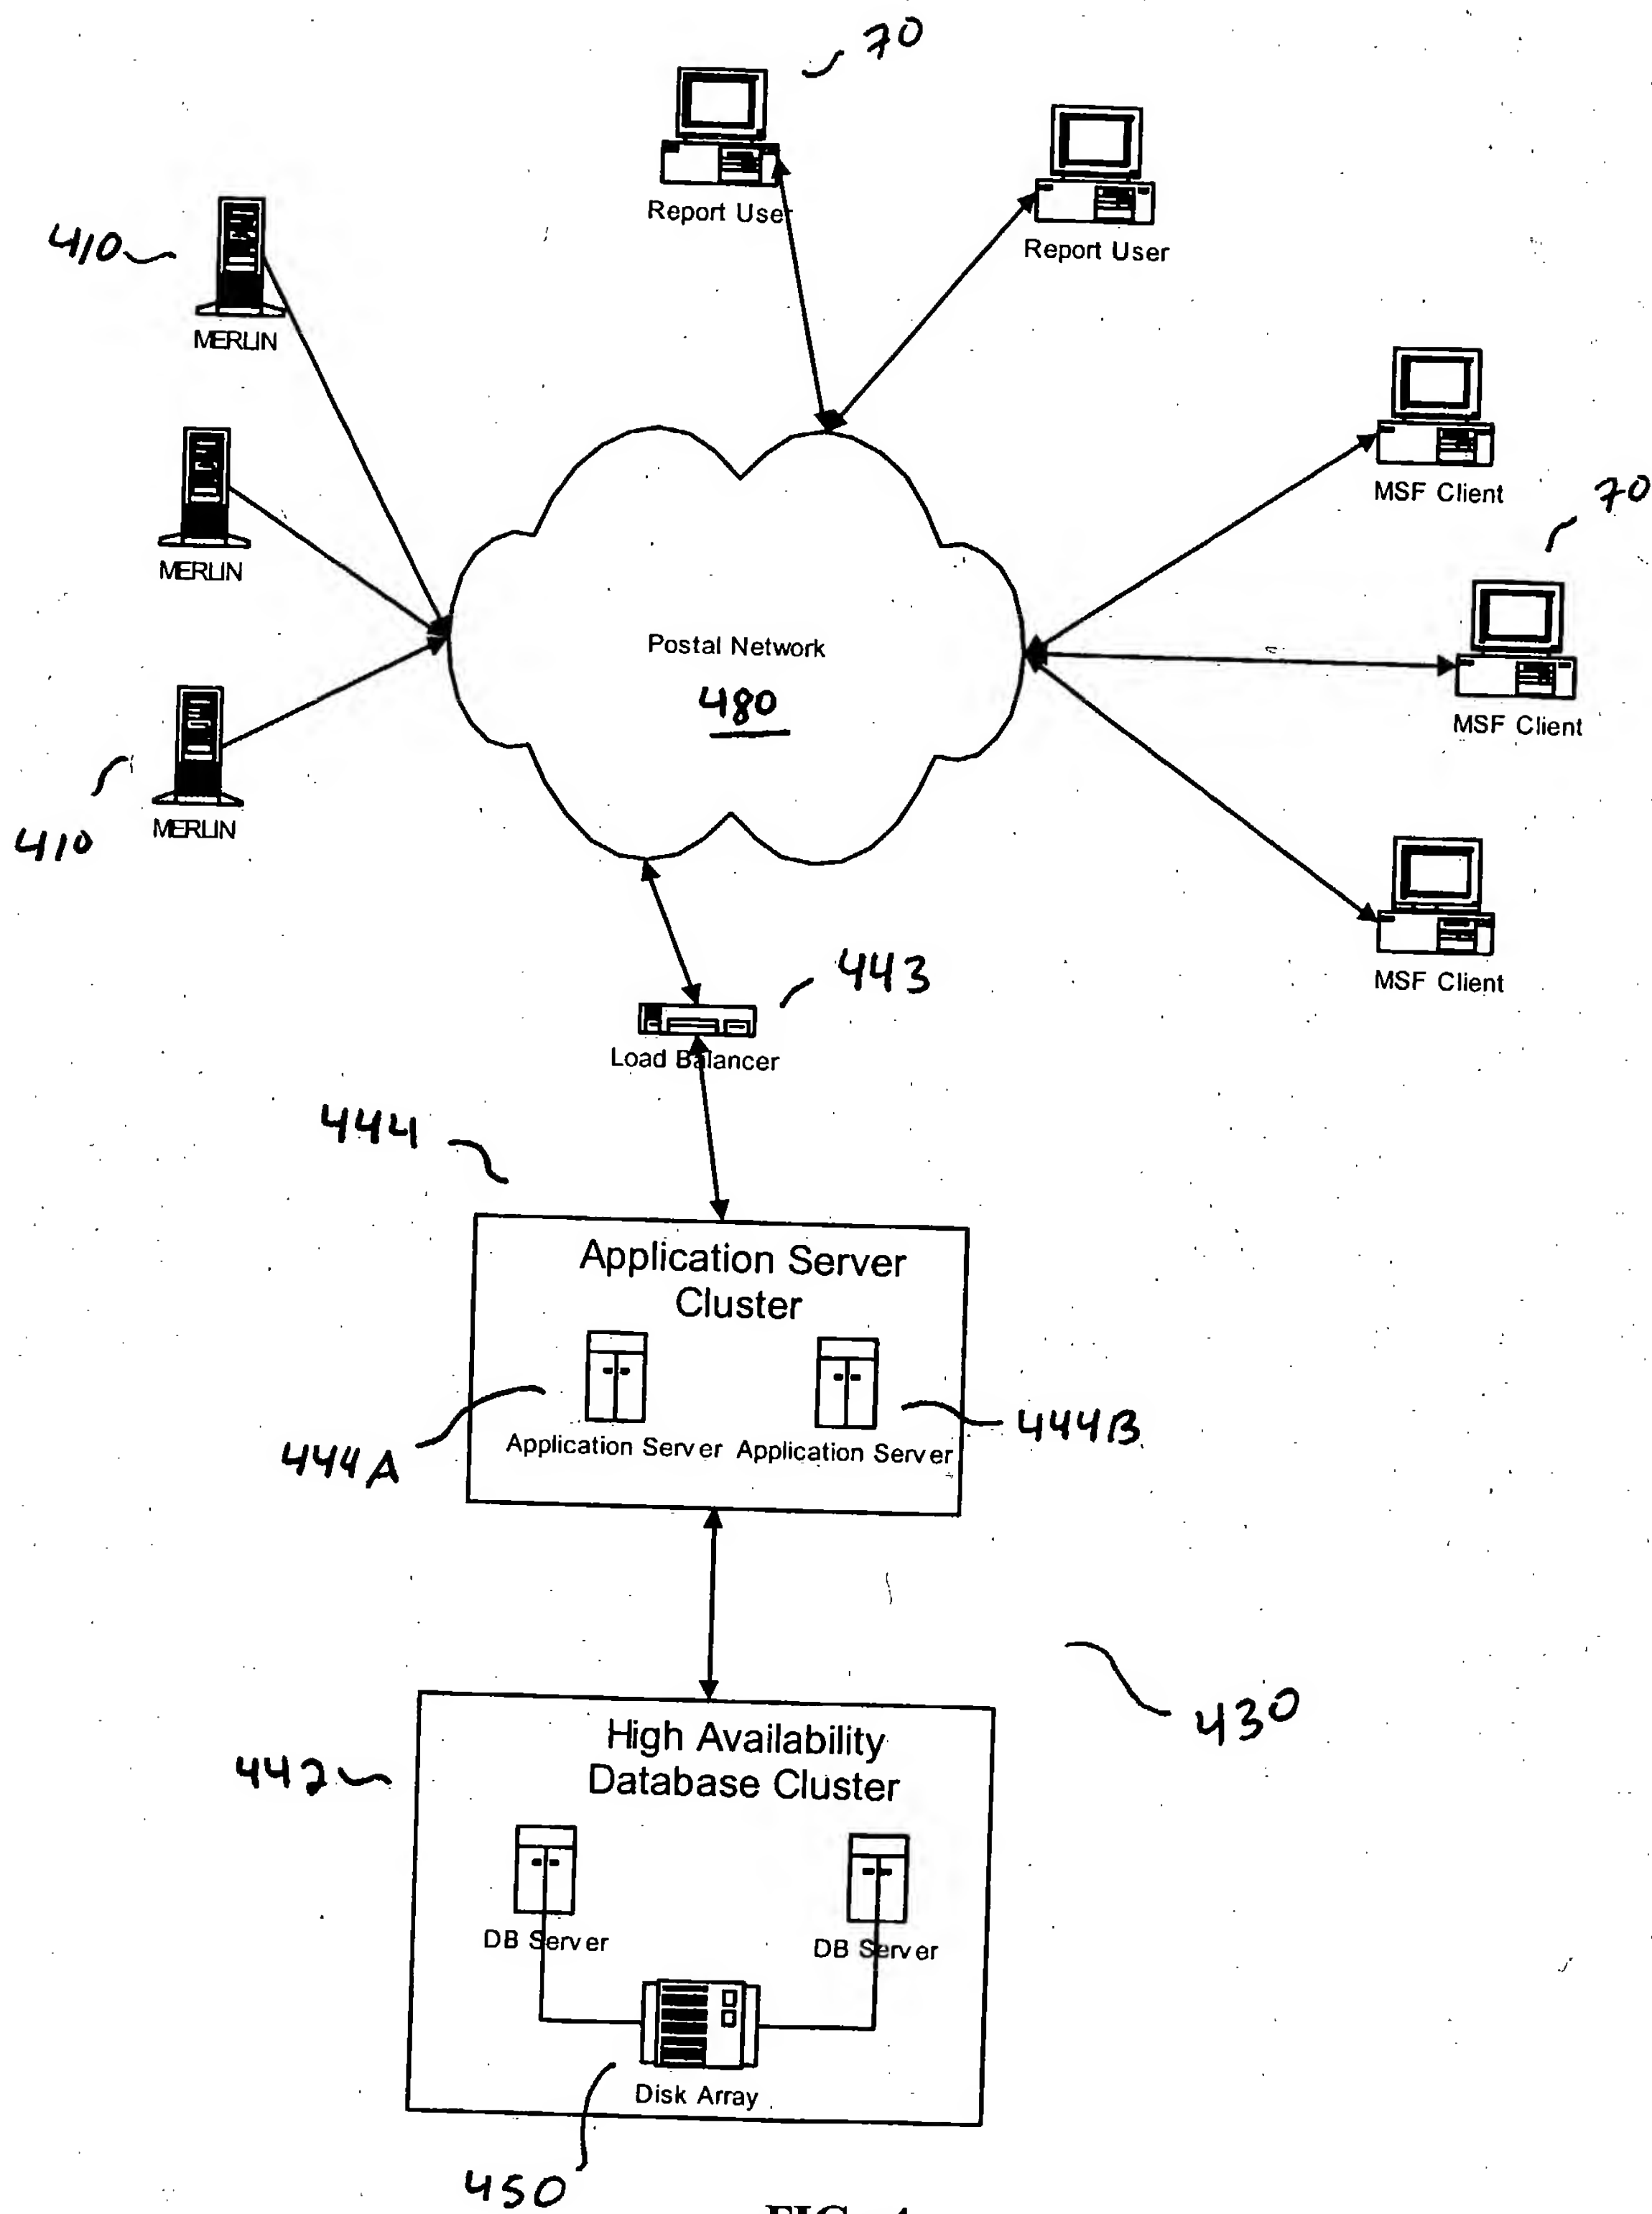 70
Report User
Report User
410
MERLIN
MSF Client
70
MERLIN
Postal Network
480
MSF Client
MERLIN
410
MSF Client
443
Load Balancer
444
Application Server
Cluster
444A
Application Server
Application Server
444B
430
442
High Availability
Database Cluster
DB Server
DB Server
Disk Array
450